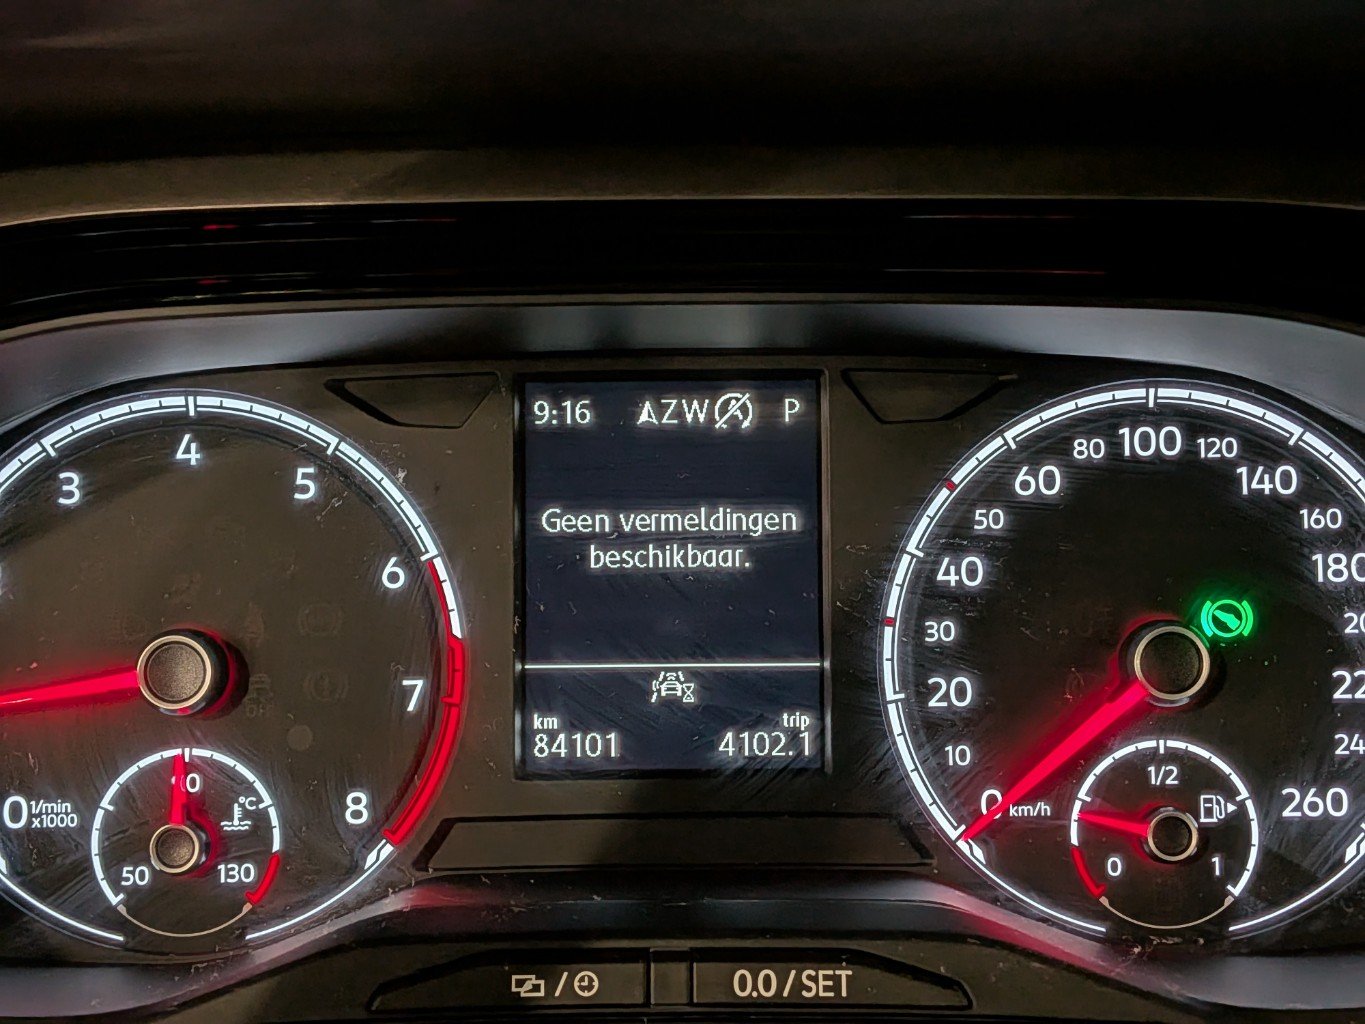 9:16 AZW P
Geen vermeldingen
beschikbaar.
km trip
84101 4102.1
3
4
5
6
7
8
0 1/min
x1000
50
90
130
°C
0 km/h
10
20
30
40
50
60
80
100
120
140
160
180
260
0
1/2
1
0.0 / SET